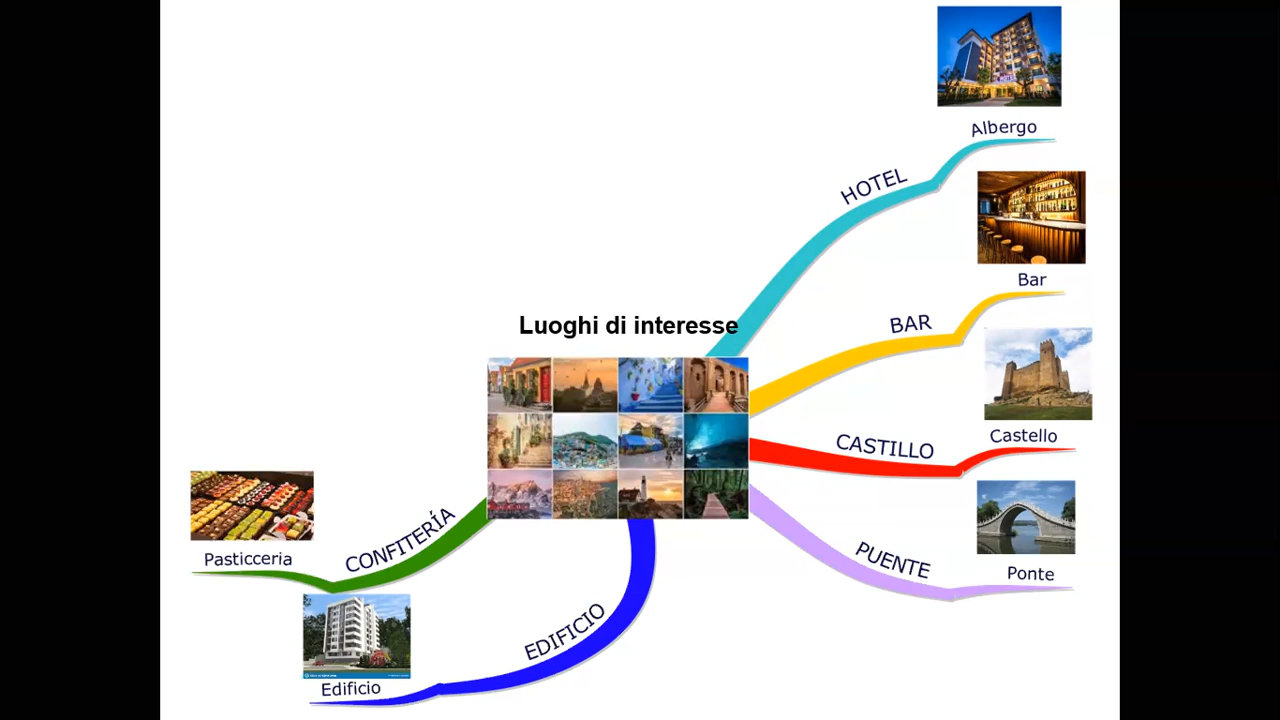 Albergo
HOTEL
Bar
BAR
Luoghi di interesse
Castello
CASTILLO
Ponte
PUENTE
CONFITERÍA
Pasticceria
EDIFICIO
Edificio